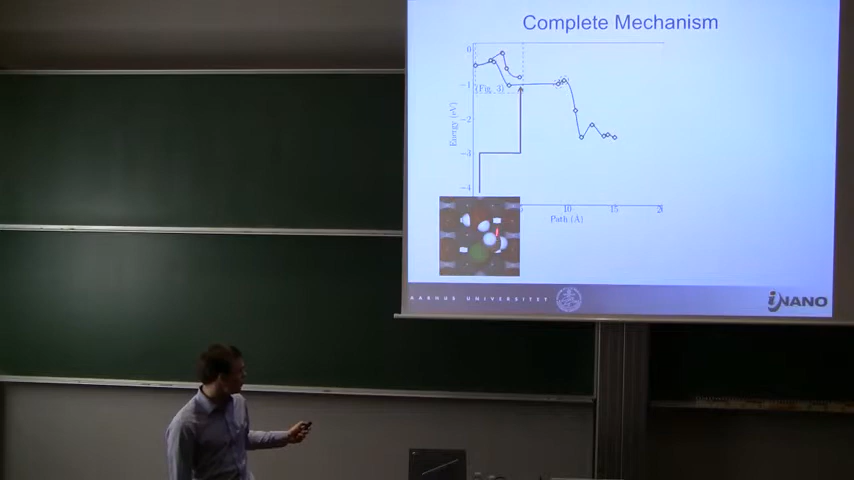 Complete Mechanism
0
(Fig. 3)
−1
−2
Energy (eV)
−3
−4
5 10 15 20
Path (Å)
AARHUS UNIVERSITET
iNANO